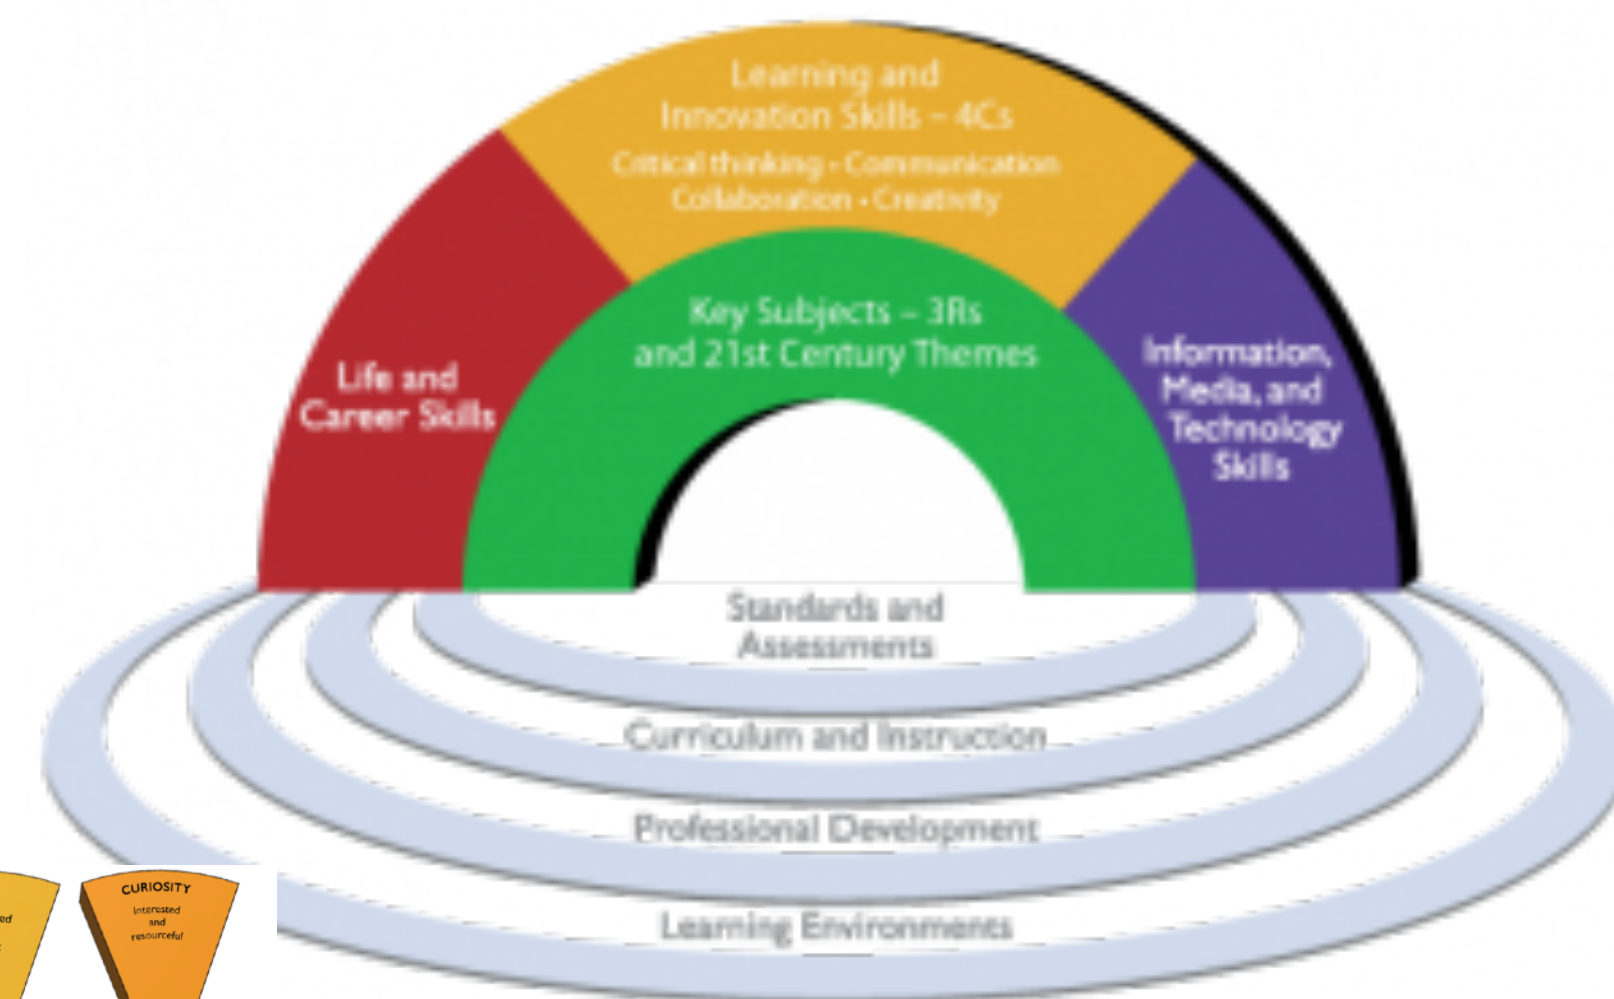 Learning and
Innovation Skills – 4Cs
Critical thinking • Communication
Collaboration • Creativity
Key Subjects – 3Rs
and 21st Century Themes
Life and
Career Skills
Information,
Media, and
Technology
Skills
Standards and
Assessments
Curriculum and Instruction
Professional Development
Learning Environments
CURIOSITY
Interested
and
resourceful
ed